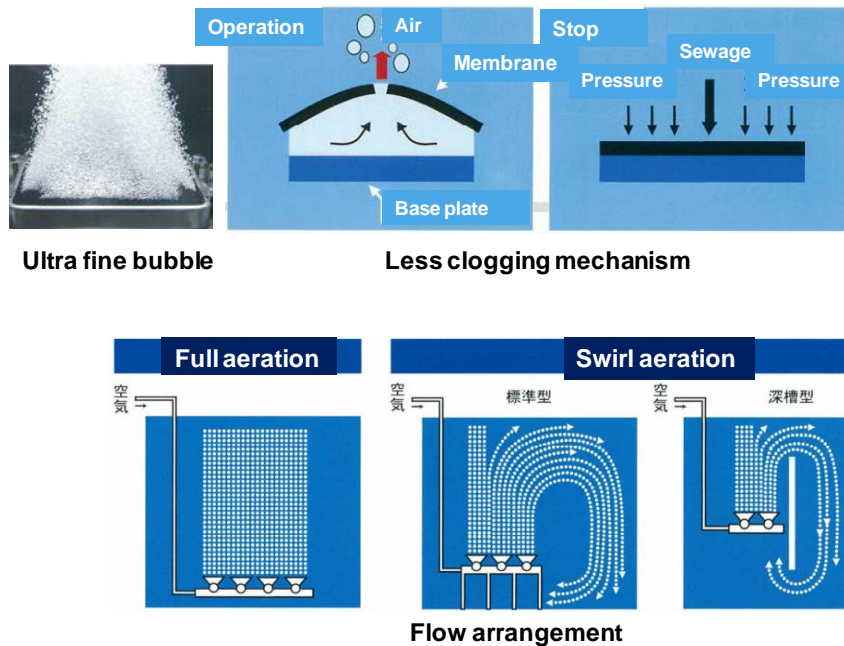 Operation
Air
Stop
Membrane
Sewage
Pressure
Pressure
Base plate
Ultra fine bubble
Less clogging mechanism
Full aeration
Swirl aeration
空気
空気
標準型
空気
深槽型
Flow arrangement